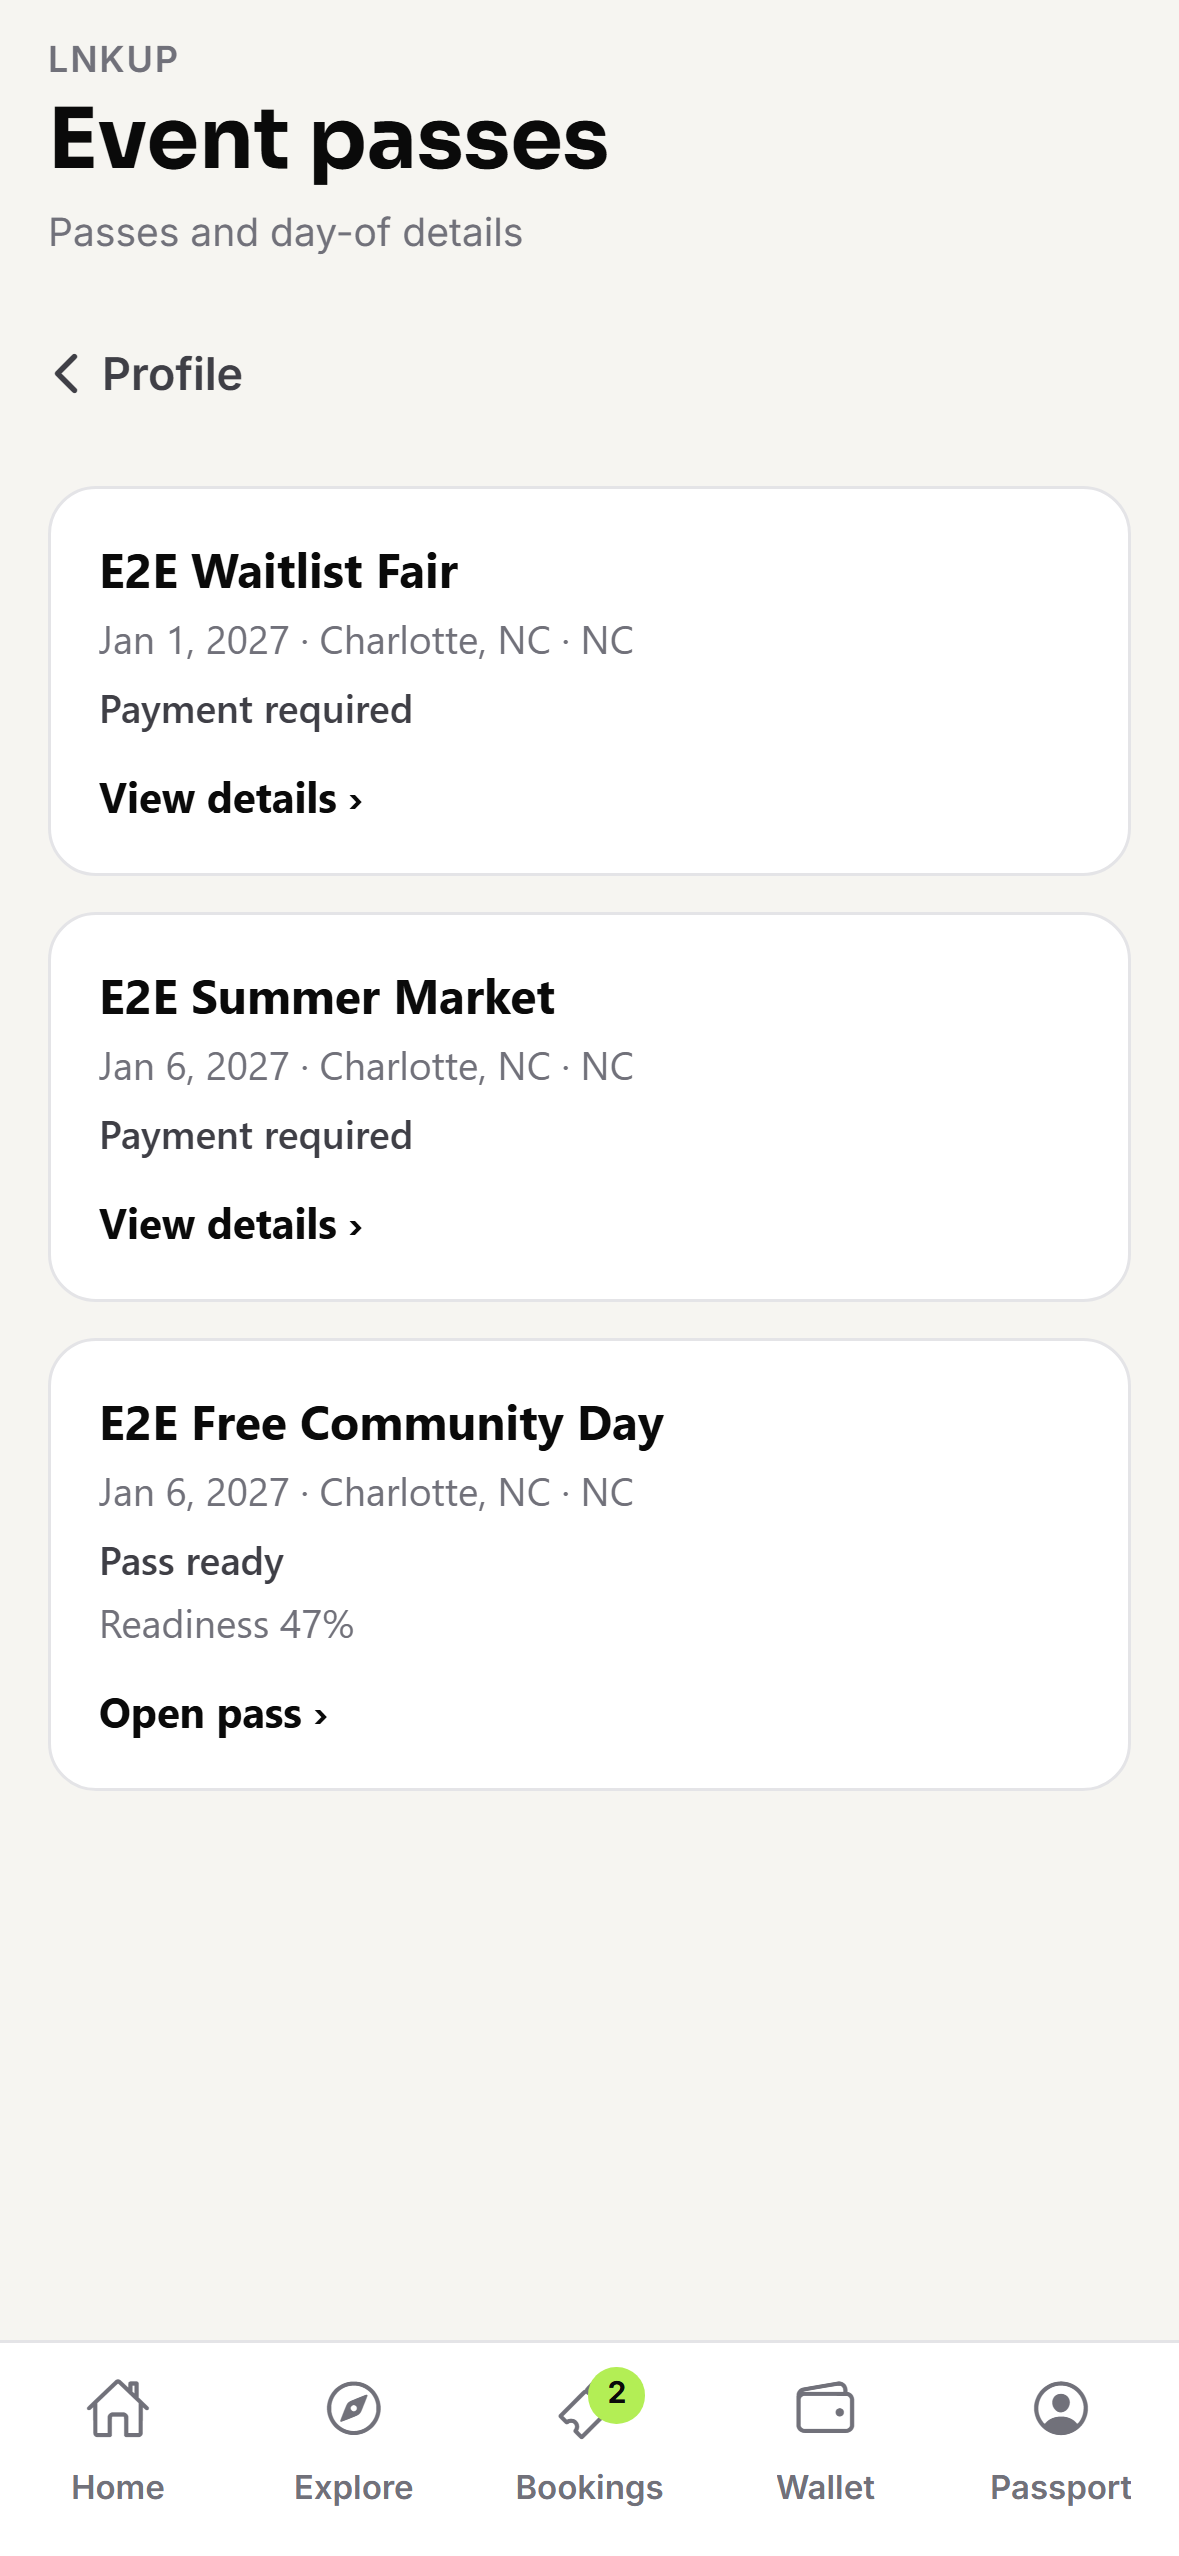 LNKUP
Event passes
Passes and day-of details
Profile
E2E Waitlist Fair
Jan 1, 2027 · Charlotte, NC · NC
Payment required
View details ›
E2E Summer Market
Jan 6, 2027 · Charlotte, NC · NC
Payment required
View details ›
E2E Free Community Day
Jan 6, 2027 · Charlotte, NC · NC
Pass ready
Readiness 47%
Open pass ›
2
Home Explore Bookings Wallet Passport